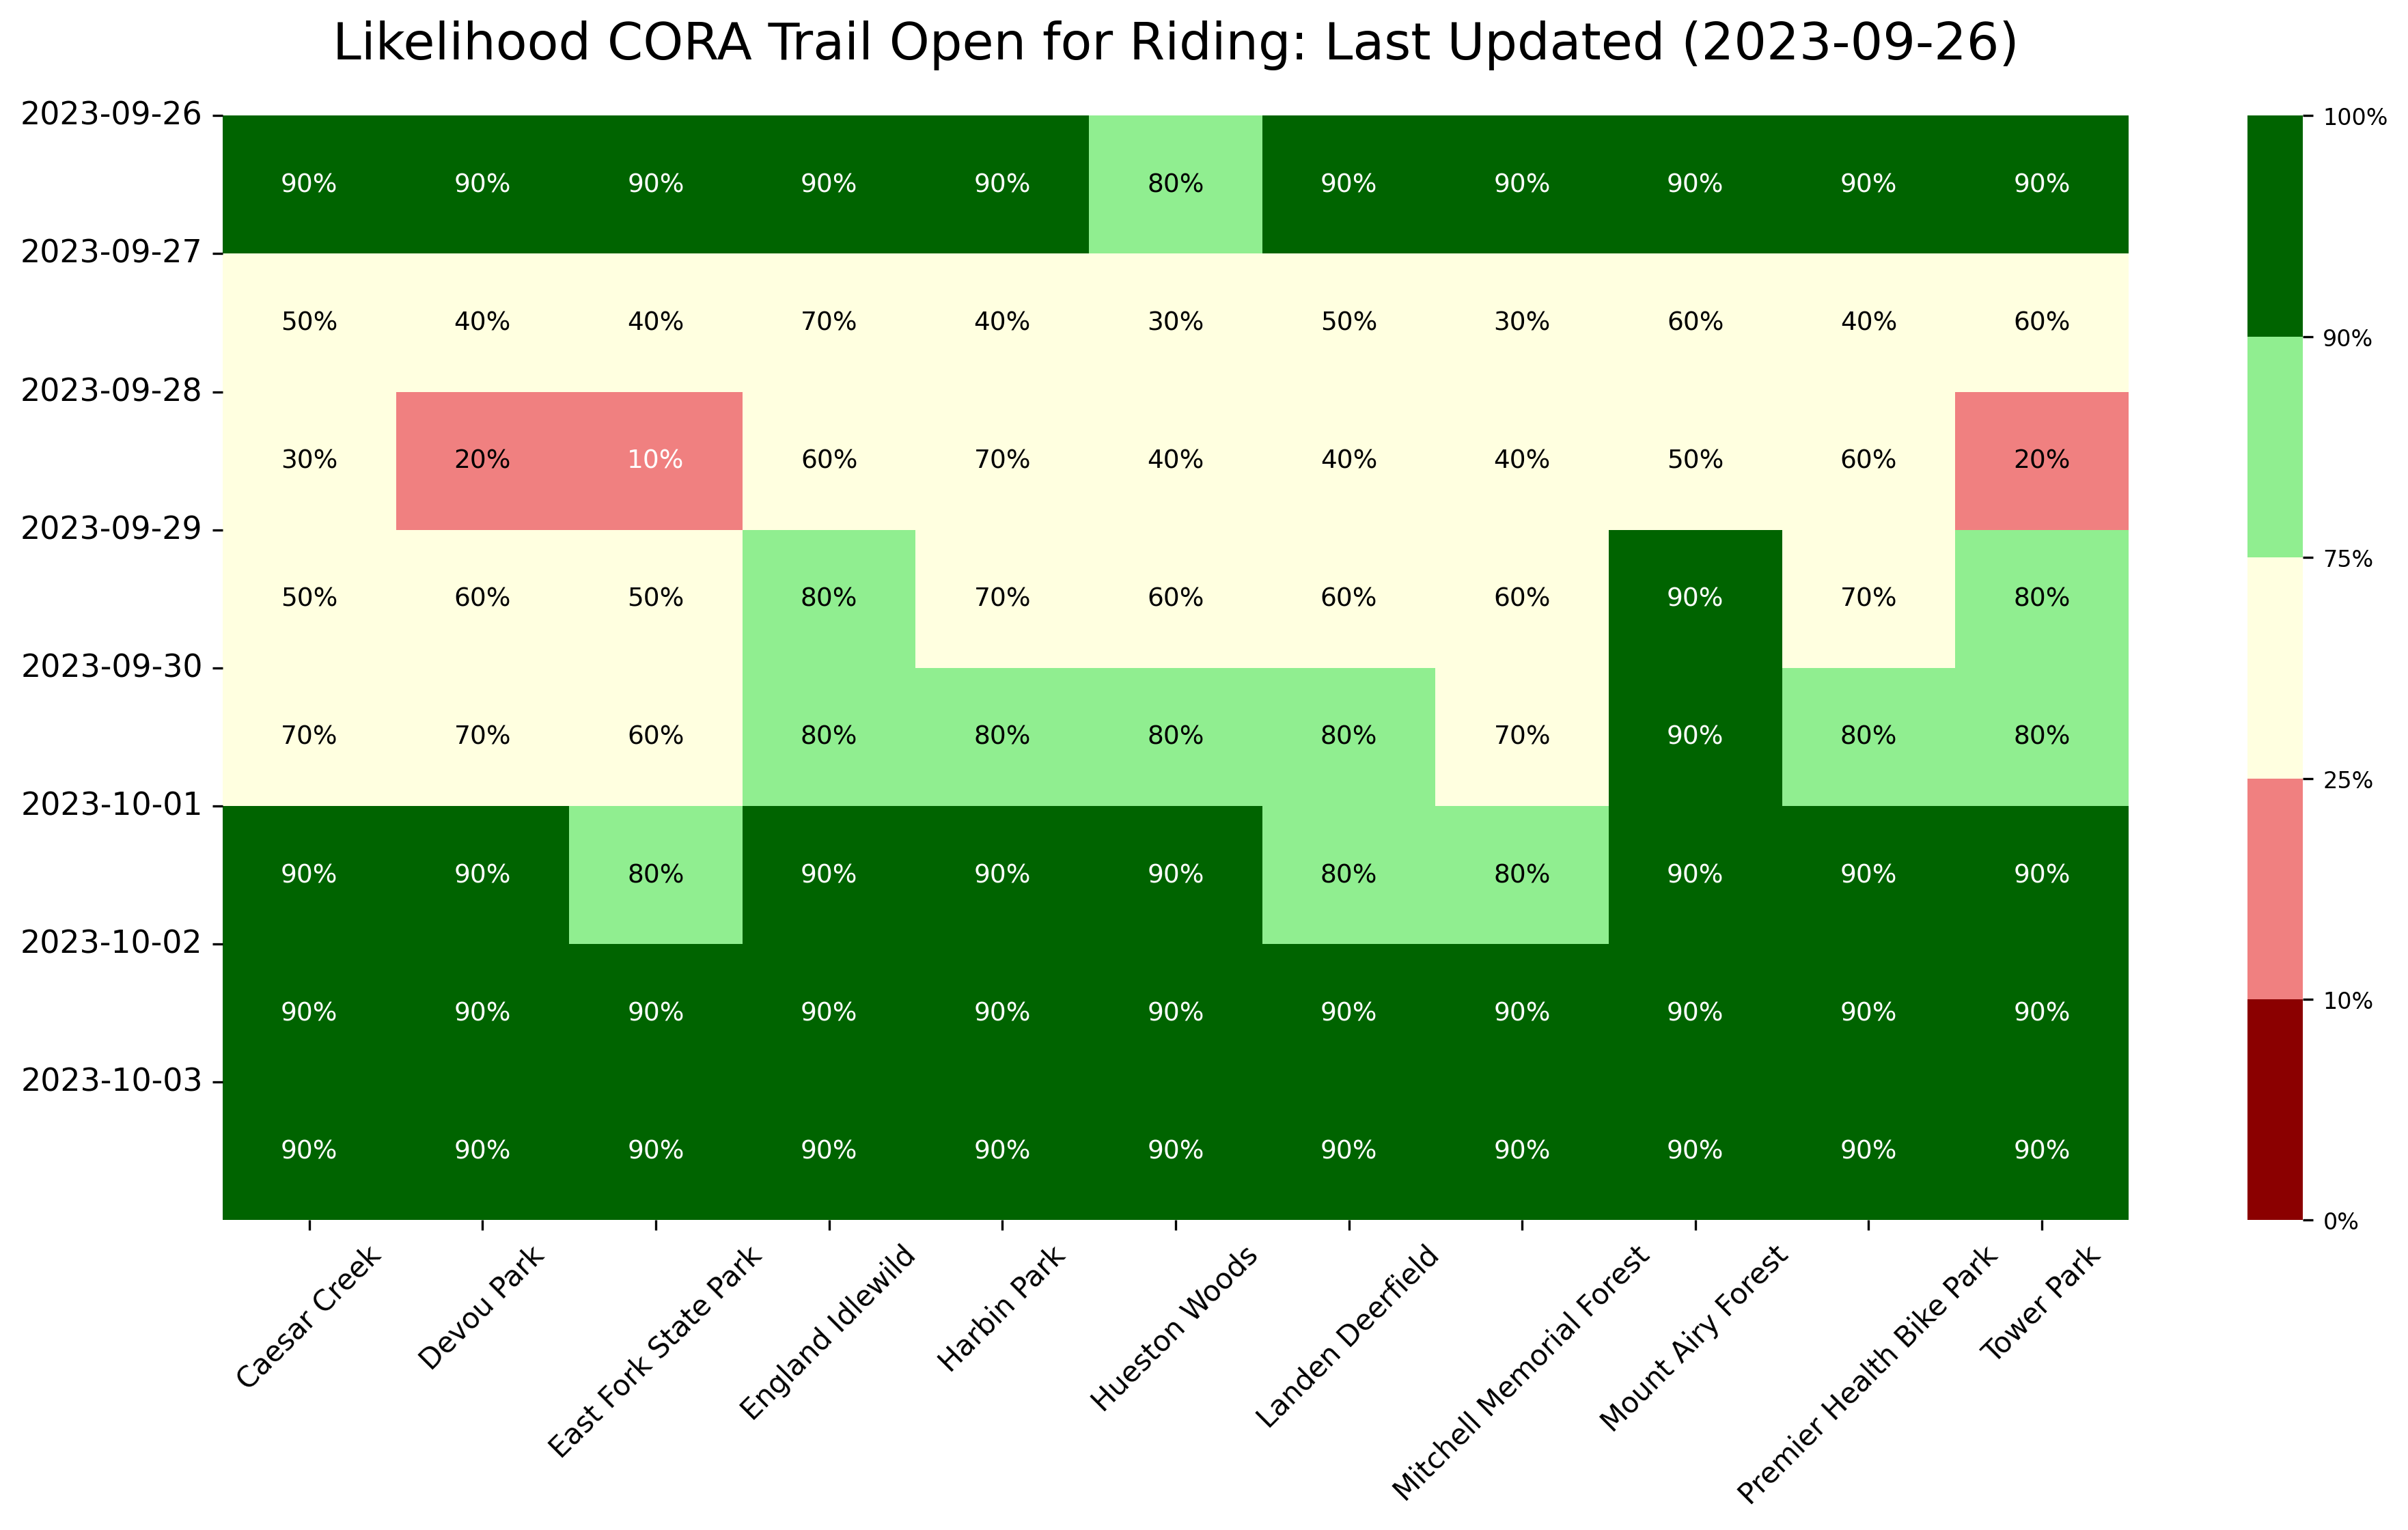 Likelihood CORA Trail Open for Riding: Last Updated (2023-09-26)
2023-09-26
100%
90% 90% 90% 90% 90% 80% 90% 90% 90% 90% 90%
2023-09-27
90%
50% 40% 40% 70% 40% 30% 50% 30% 60% 40% 60%
2023-09-28
30% 20% 10% 60% 70% 40% 40% 40% 50% 60% 20%
2023-09-29
75%
50% 60% 50% 80% 70% 60% 60% 60% 90% 70% 80%
2023-09-30
70% 70% 60% 80% 80% 80% 80% 70% 90% 80% 80%
25%
2023-10-01
90% 90% 80% 90% 90% 90% 80% 80% 90% 90% 90%
2023-10-02
10%
90% 90% 90% 90% 90% 90% 90% 90% 90% 90% 90%
2023-10-03
90% 90% 90% 90% 90% 90% 90% 90% 90% 90% 90%
0%
Caesar Creek
Devou Park
East Fork State Park
England Idlewild
Harbin Park
Hueston Woods
Landen Deerfield
Mitchell Memorial Forest
Mount Airy Forest
Premier Health Bike Park
Tower Park